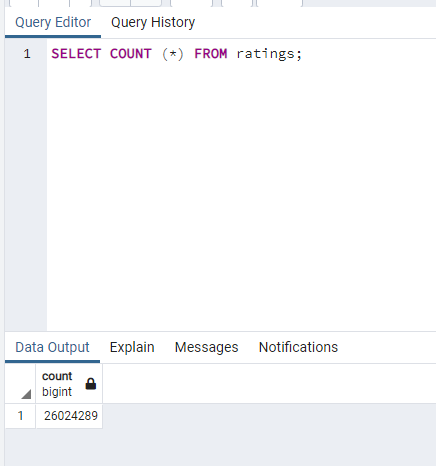 Query Editor Query History
1 SELECT COUNT (*) FROM ratings;
Data Output Explain Messages Notifications
count
bigint
1 26024289